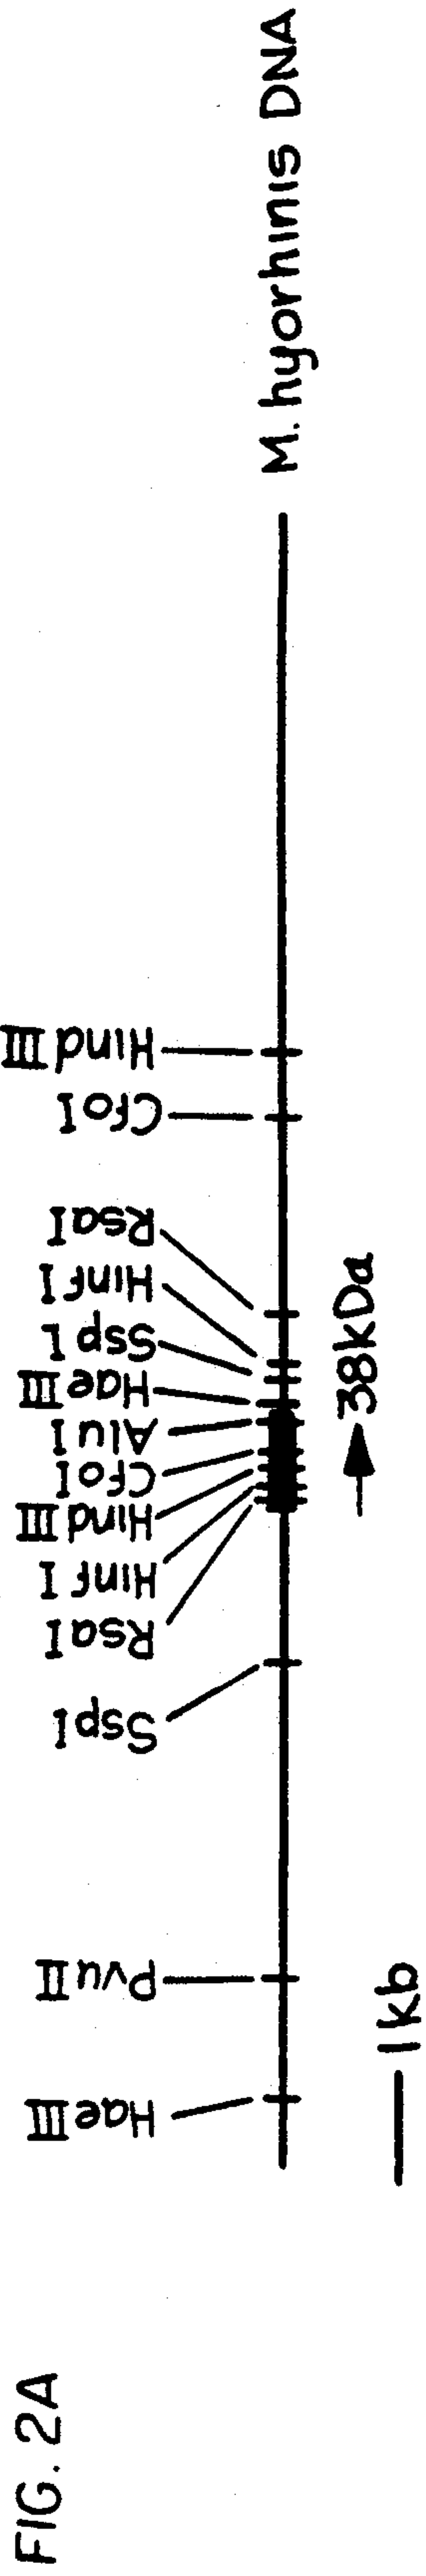 FIG. 2A
HaeIII
PvuII
SspI
RsaI
HinfI
HindIII
CfoI
AluI
HaeIII
SspI
HinfI
RsaI
CfoI
HindIII
M. hyorhinis DNA
38kDa
1kb